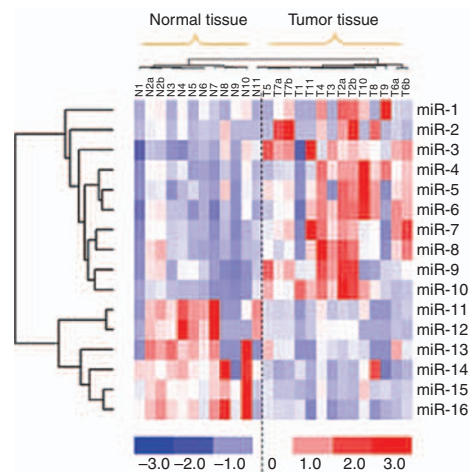 Normal tissue Tumor tissue
N1 N2a N2b N3 N4 N5 N6 N7 N8 N9 N10 N11 T5 T7a T7b T1 T11 T4 T3 T2a T2b T10 T8 T9 T6a T6b
miR-1
miR-2
miR-3
miR-4
miR-5
miR-6
miR-7
miR-8
miR-9
miR-10
miR-11
miR-12
miR-13
miR-14
miR-15
miR-16
–3.0 –2.0 –1.0 0 1.0 2.0 3.0